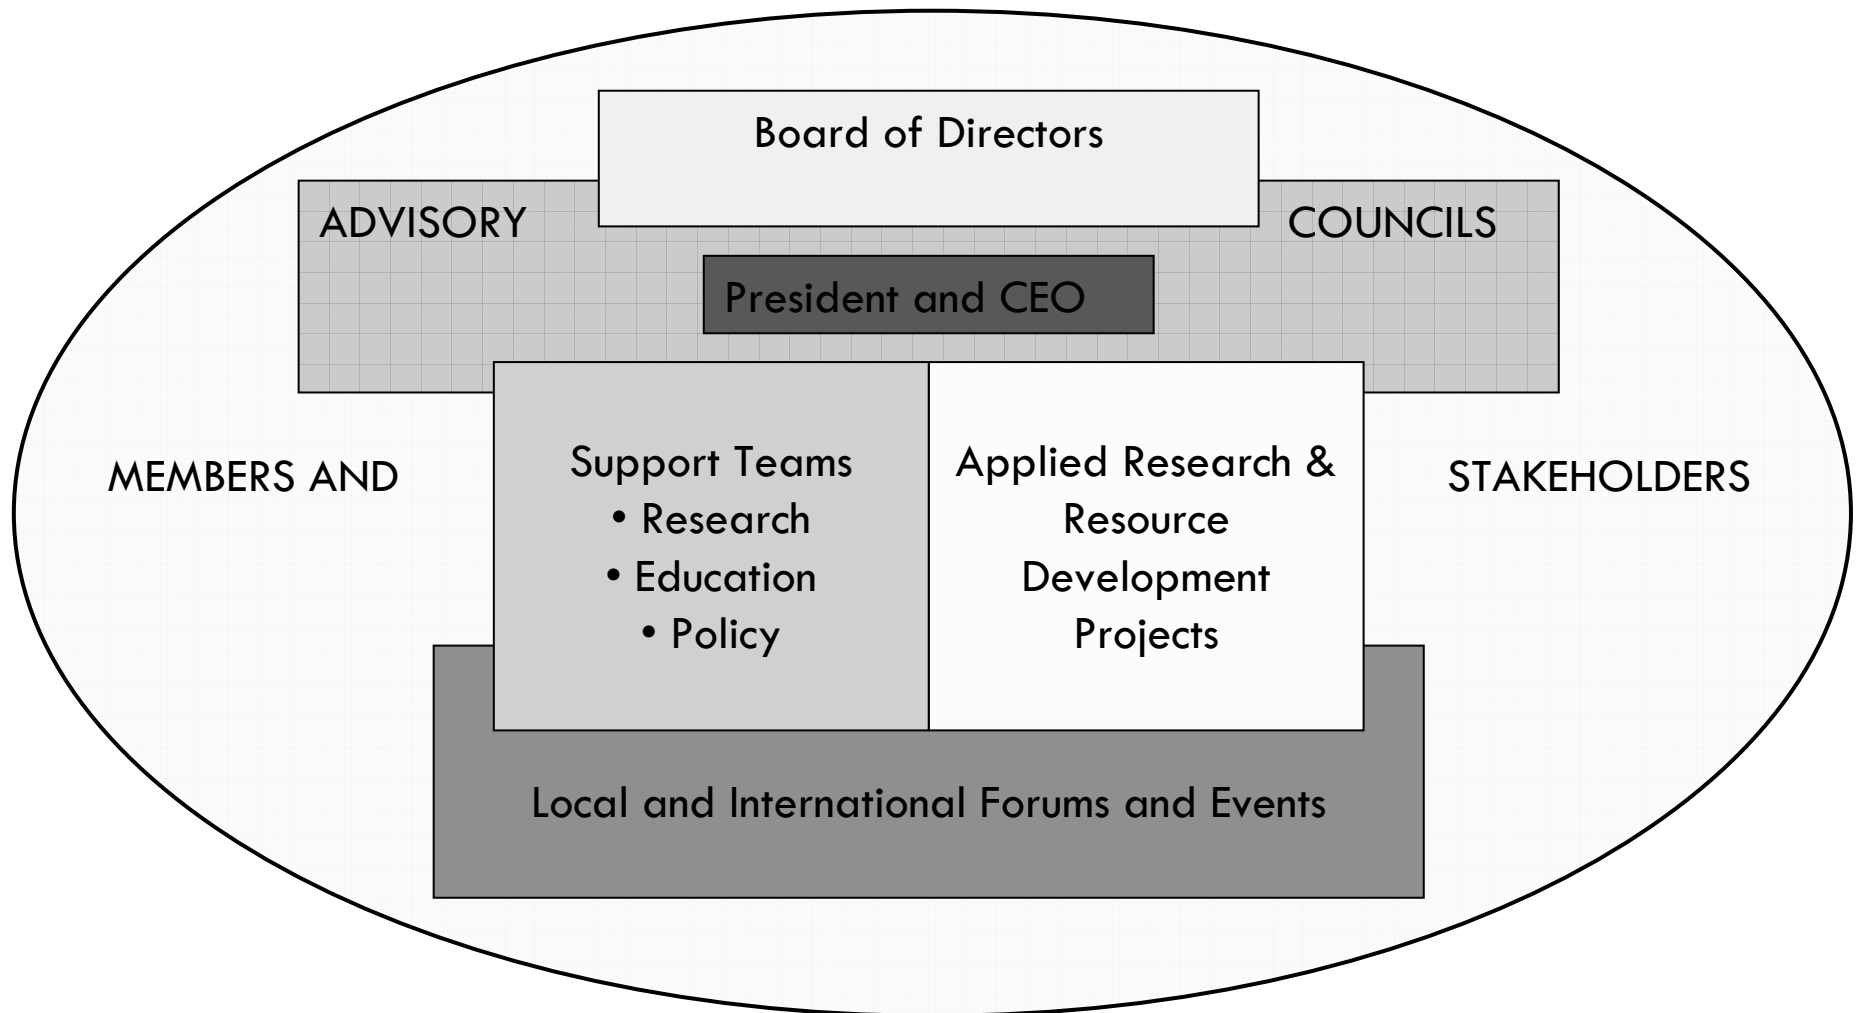 Board of Directors
ADVISORY COUNCILS
President and CEO
MEMBERS AND STAKEHOLDERS
Support Teams
• Research
• Education
• Policy
Applied Research &
Resource
Development
Projects
Local and International Forums and Events